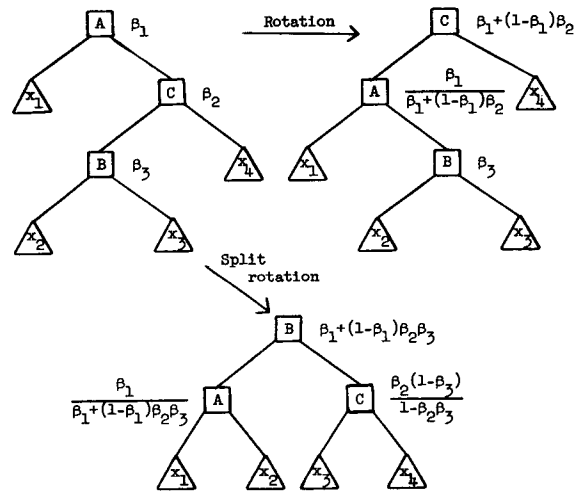 A β₁
Rotation
C β₁+(1-β₁)β₂
x₁
C β₂
A β₁/(β₁+(1-β₁)β₂)
x₄
B β₃
x₄
x₁
B β₃
x₂
x₃
x₂
x₃
Split
rotation
B β₁+(1-β₁)β₂β₃
β₁/(β₁+(1-β₁)β₂β₃) A
C β₂(1-β₃)/(1-β₂β₃)
x₁
x₂
x₃
x₄